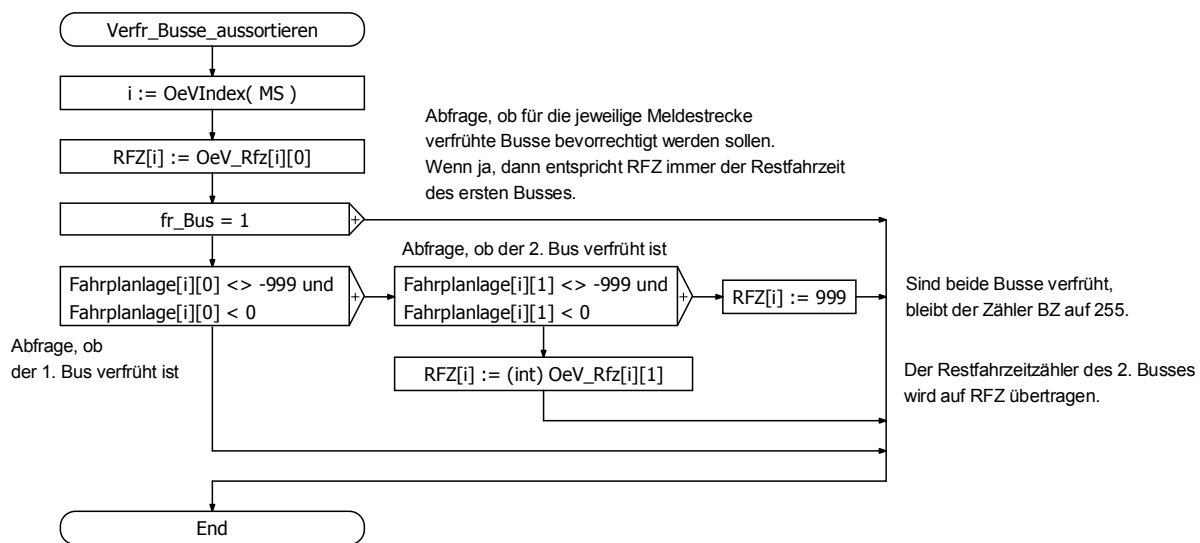 Verfr_Busse_aussortieren
i := OeVIndex( MS )
RFZ[i] := OeV_Rfz[i][0]
Abfrage, ob für die jeweilige Meldestrecke
verfrühte Busse bevorrechtigt werden sollen.
Wenn ja, dann entspricht RFZ immer der Restfahrzeit
des ersten Busses.
fr_Bus = 1
+
Abfrage, ob der 2. Bus verfrüht ist
Fahrplanlage[i][0] <> -999 und
Fahrplanlage[i][0] < 0
+
Fahrplanlage[i][1] <> -999 und
Fahrplanlage[i][1] < 0
+
RFZ[i] := 999
Sind beide Busse verfrüht,
bleibt der Zähler BZ auf 255.
Abfrage, ob
der 1. Bus verfrüht ist
RFZ[i] := (int) OeV_Rfz[i][1]
Der Restfahrzeitzähler des 2. Busses
wird auf RFZ übertragen.
End